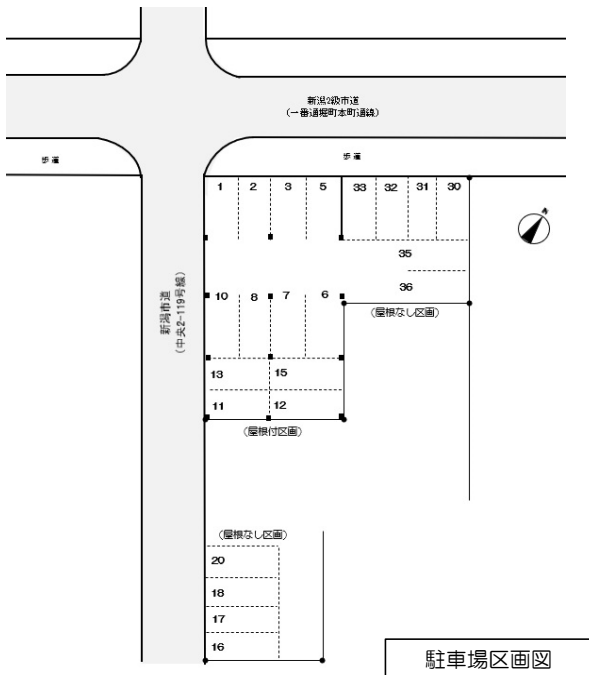 新潟2級市道
(一番通堀町本町通線)
歩道
歩道
1 2 3 5 33 32 31 30
N
35
36
(屋根なし区画)
10 8 7 6
新潟市道
(中央2-119号線)
13 15
11 12
(屋根付区画)
(屋根なし区画)
20
18
17
16
駐車場区画図